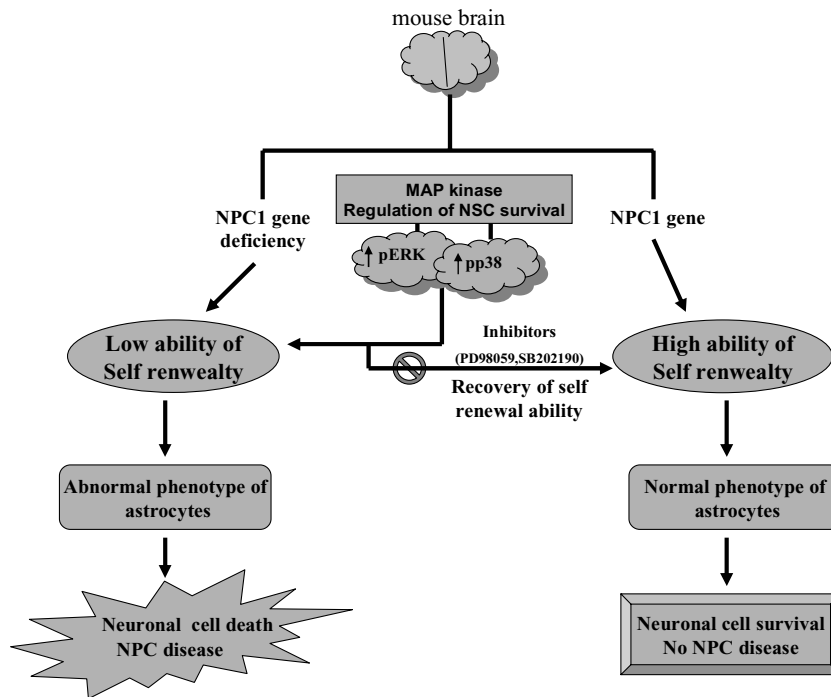 mouse brain
MAP kinase
Regulation of NSC survival
NPC1 gene
deficiency
NPC1 gene
↑ pERK
↑ pp38
Low ability of
Self renwealty
Inhibitors
(PD98059,SB202190)
Recovery of self
renewal ability
High ability of
Self renwealty
Abnormal phenotype of
astrocytes
Normal phenotype of
astrocytes
Neuronal cell death
NPC disease
Neuronal cell survival
No NPC disease